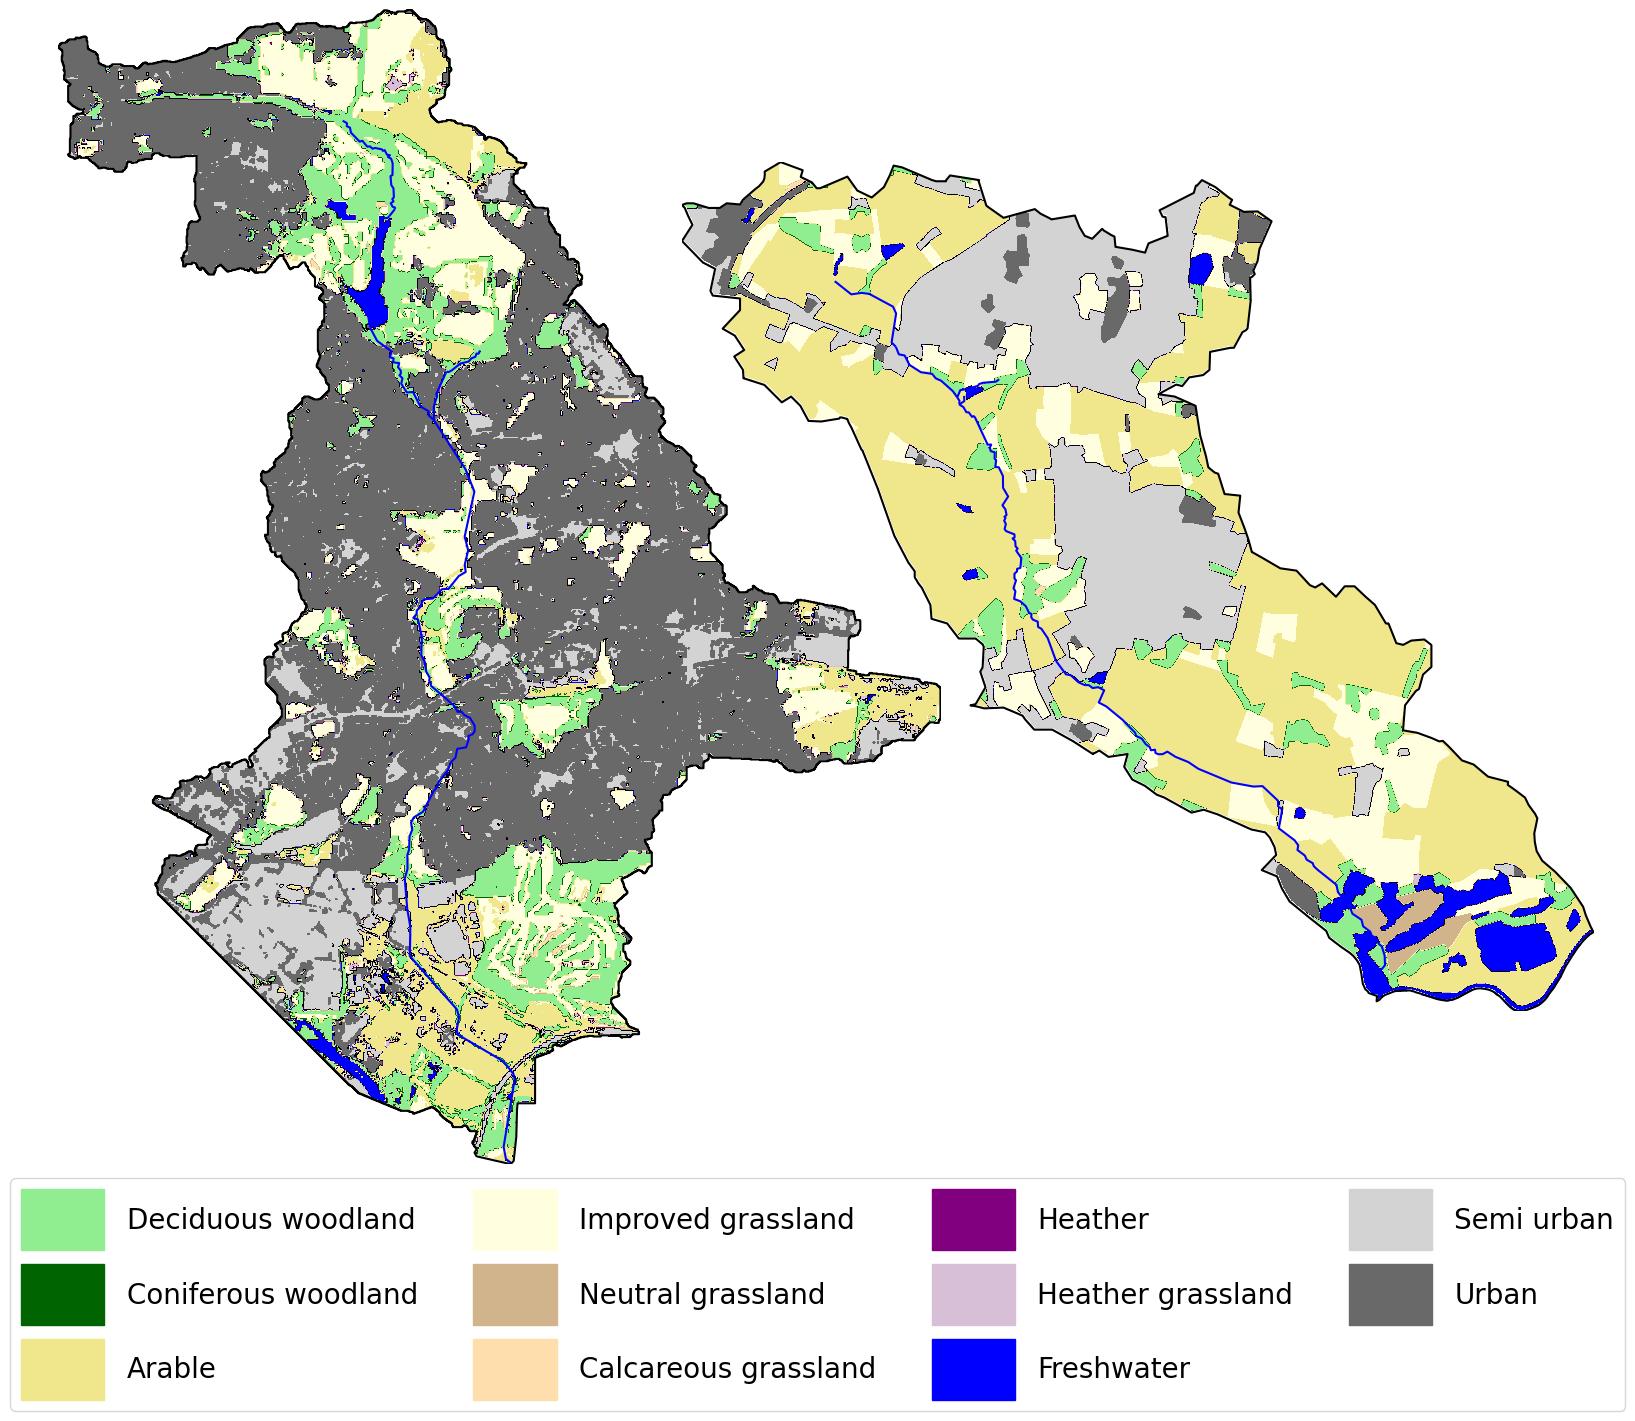 Deciduous woodland
Coniferous woodland
Arable
Improved grassland
Neutral grassland
Calcareous grassland
Heather
Heather grassland
Freshwater
Semi urban
Urban